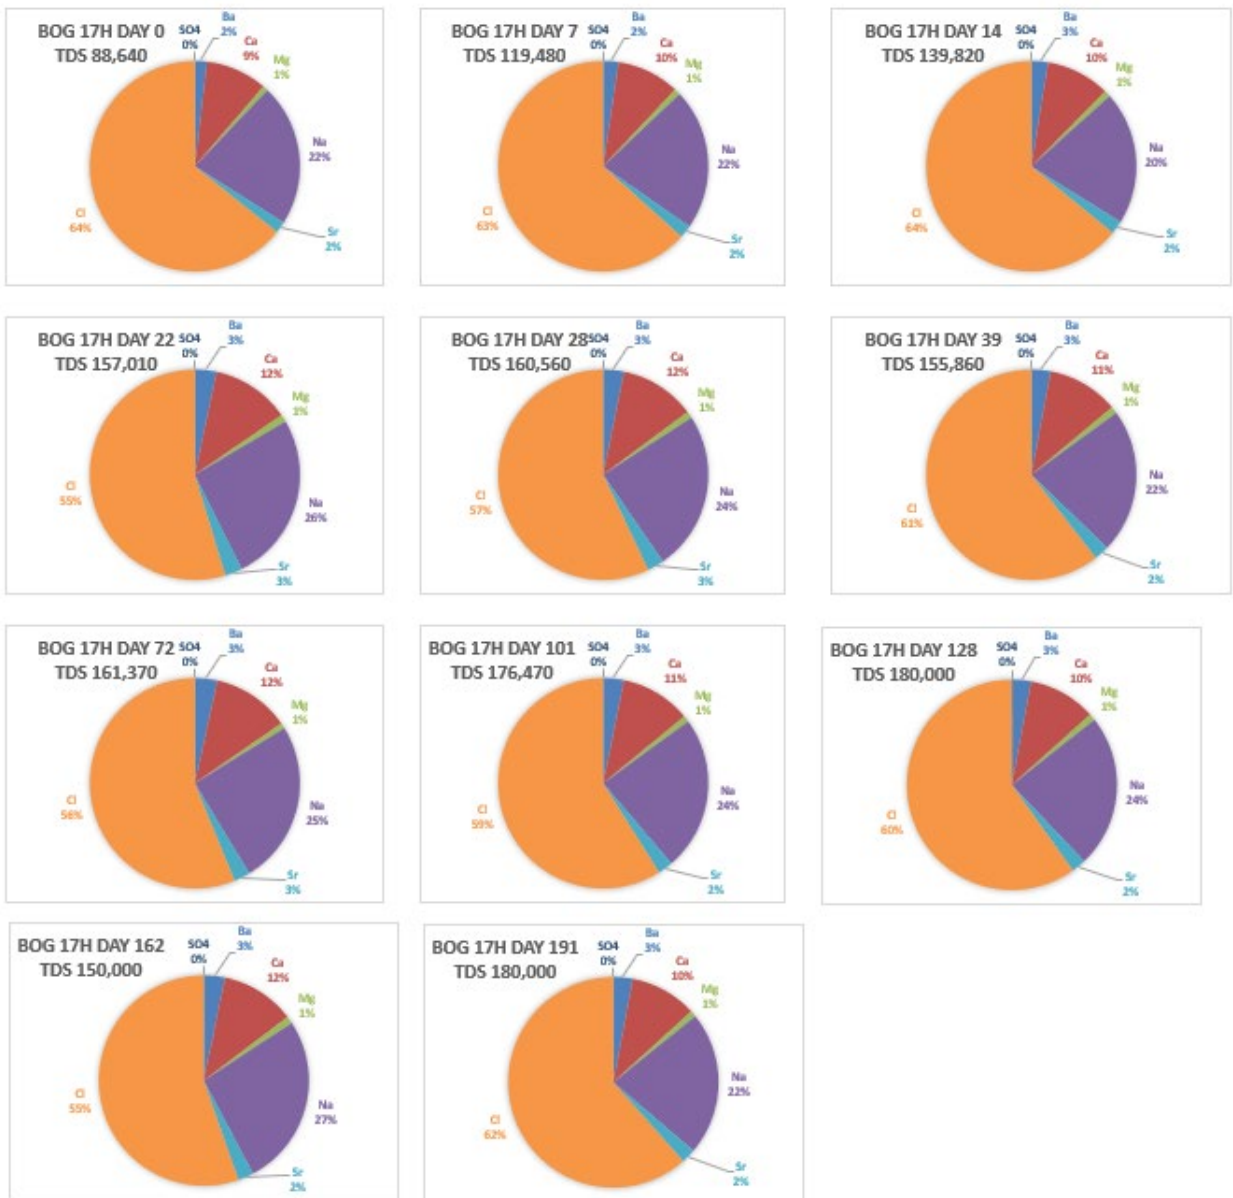 BOG 17H DAY 0
TDS 88,640
SO4
0%
Ba
2%
Ca
9%
Mg
1%
Na
22%
Sr
2%
Cl
64%
BOG 17H DAY 7
TDS 119,480
SO4
0%
Ba
2%
Ca
10%
Mg
1%
Na
22%
Sr
2%
Cl
63%
BOG 17H DAY 14
TDS 139,820
SO4
0%
Ba
3%
Ca
10%
Mg
1%
Na
20%
Sr
2%
Cl
64%
BOG 17H DAY 22
TDS 157,010
SO4
0%
Ba
3%
Ca
12%
Mg
1%
Na
26%
Sr
3%
Cl
55%
BOG 17H DAY 28
TDS 160,560
SO4
0%
Ba
3%
Ca
12%
Mg
1%
Na
24%
Sr
3%
Cl
57%
BOG 17H DAY 39
TDS 155,860
SO4
0%
Ba
3%
Ca
11%
Mg
1%
Na
22%
Sr
2%
Cl
61%
BOG 17H DAY 72
TDS 161,370
SO4
0%
Ba
3%
Ca
12%
Mg
1%
Na
25%
Sr
3%
Cl
56%
BOG 17H DAY 101
TDS 176,470
SO4
0%
Ba
3%
Ca
11%
Mg
1%
Na
24%
Sr
2%
Cl
59%
BOG 17H DAY 128
TDS 180,000
SO4
0%
Ba
3%
Ca
10%
Mg
1%
Na
24%
Sr
2%
Cl
60%
BOG 17H DAY 162
TDS 150,000
SO4
0%
Ba
3%
Ca
12%
Mg
1%
Na
27%
Sr
2%
Cl
55%
BOG 17H DAY 191
TDS 180,000
SO4
0%
Ba
3%
Ca
10%
Mg
1%
Na
22%
Sr
2%
Cl
62%